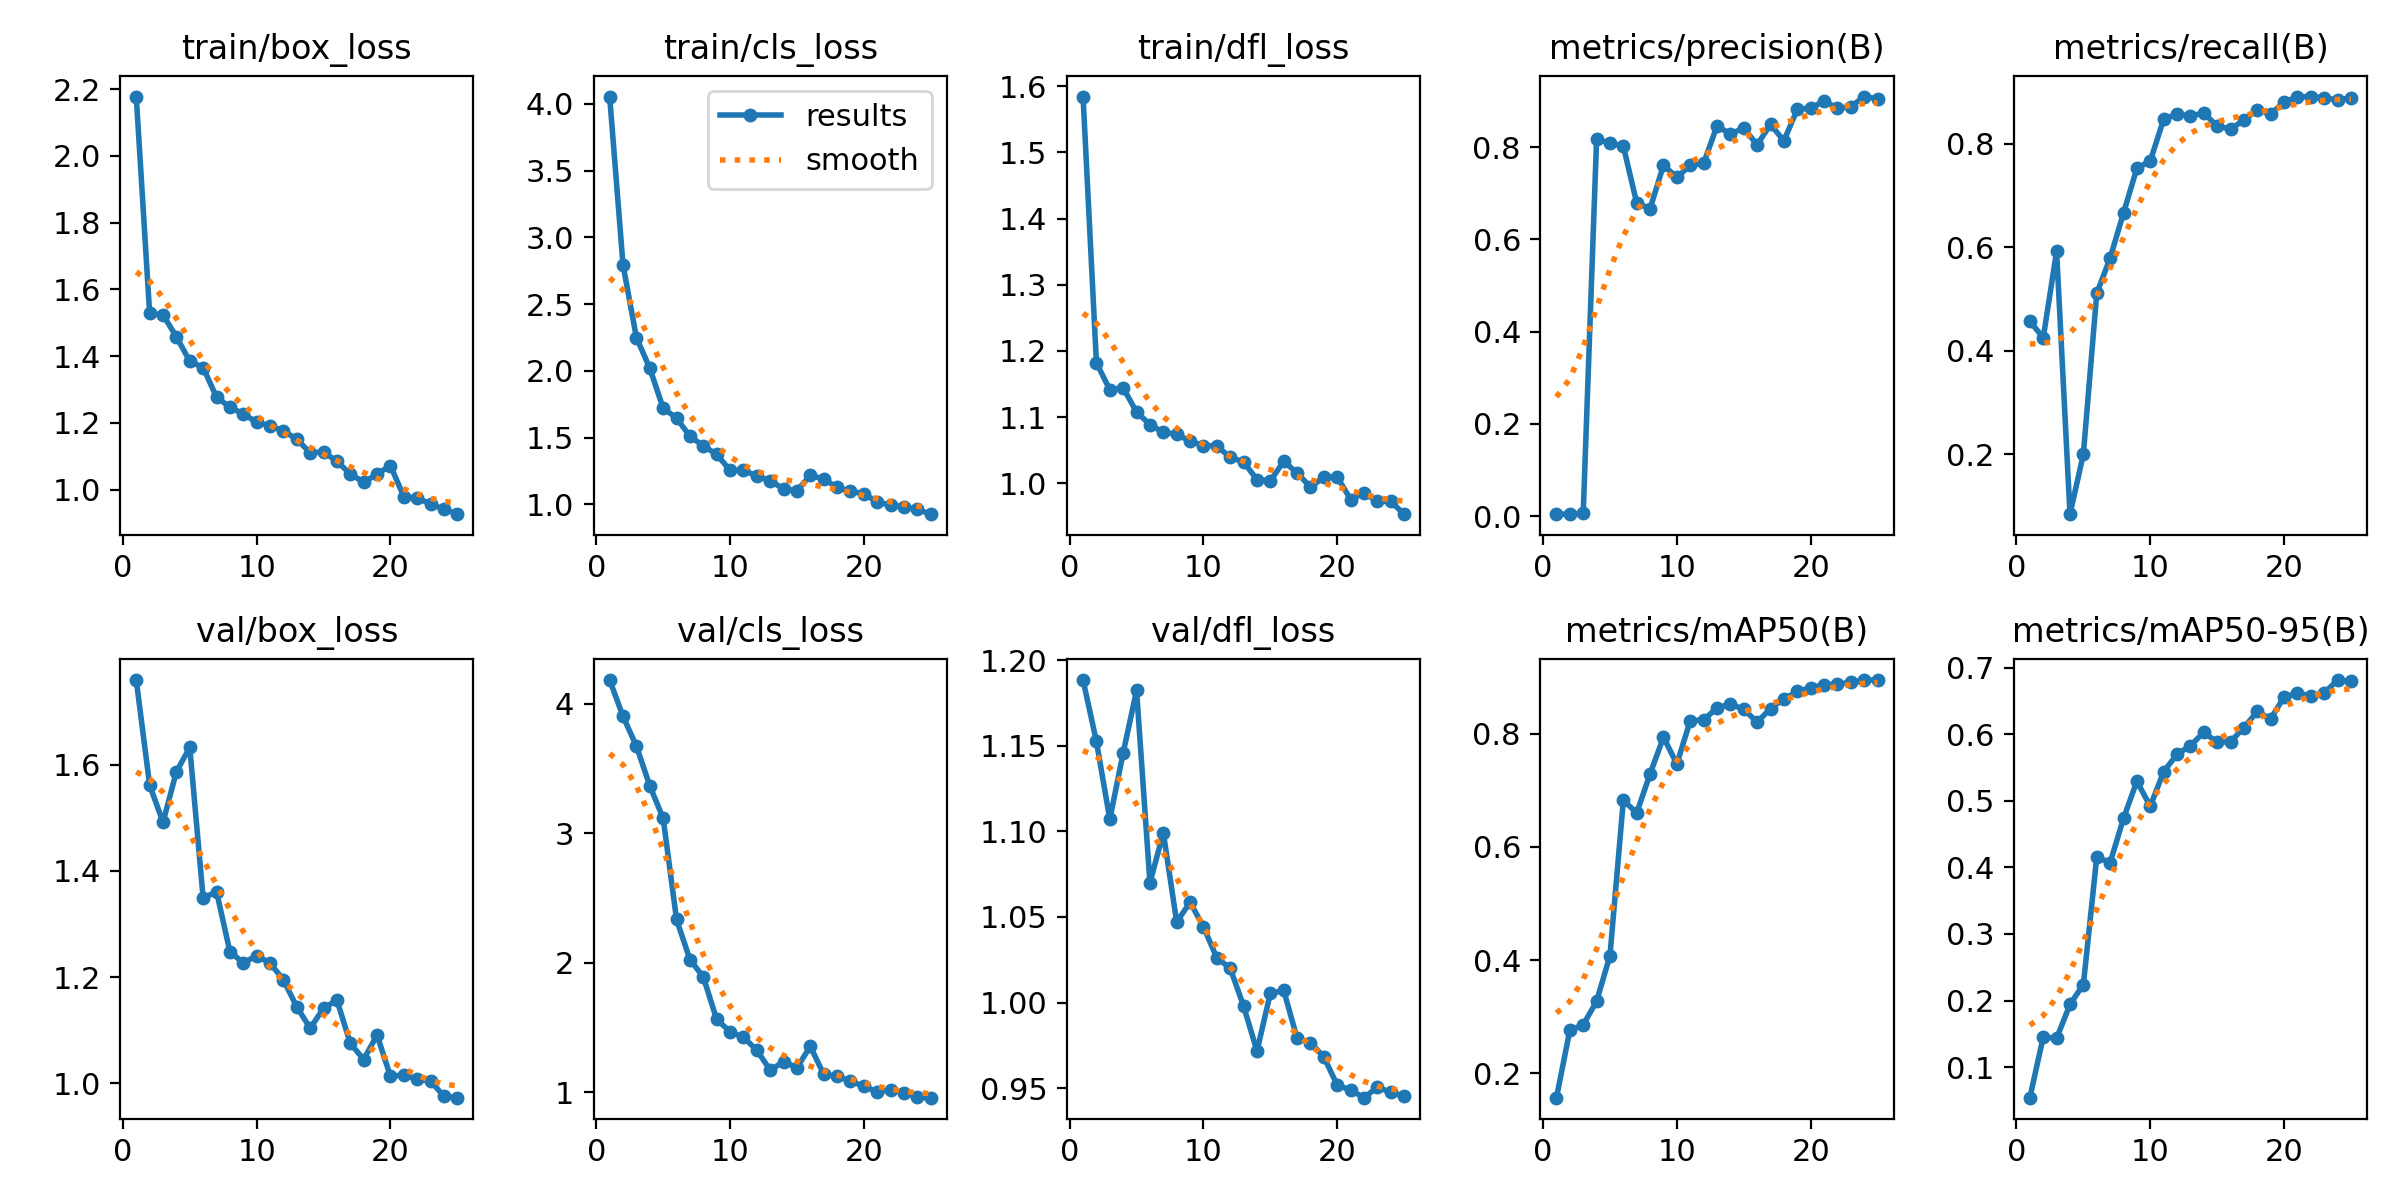 train/box_loss
2.2
2.0
1.8
1.6
1.4
1.2
1.0
0 10 20
train/cls_loss
results
smooth
4.0
3.5
3.0
2.5
2.0
1.5
1.0
0 10 20
train/dfl_loss
1.6
1.5
1.4
1.3
1.2
1.1
1.0
0 10 20
metrics/precision(B)
0.8
0.6
0.4
0.2
0.0
0 10 20
metrics/recall(B)
0.8
0.6
0.4
0.2
0 10 20
val/box_loss
1.6
1.4
1.2
1.0
0 10 20
val/cls_loss
4
3
2
1
0 10 20
val/dfl_loss
1.20
1.15
1.10
1.05
1.00
0.95
0 10 20
metrics/mAP50(B)
0.8
0.6
0.4
0.2
0 10 20
metrics/mAP50-95(B)
0.7
0.6
0.5
0.4
0.3
0.2
0.1
0 10 20